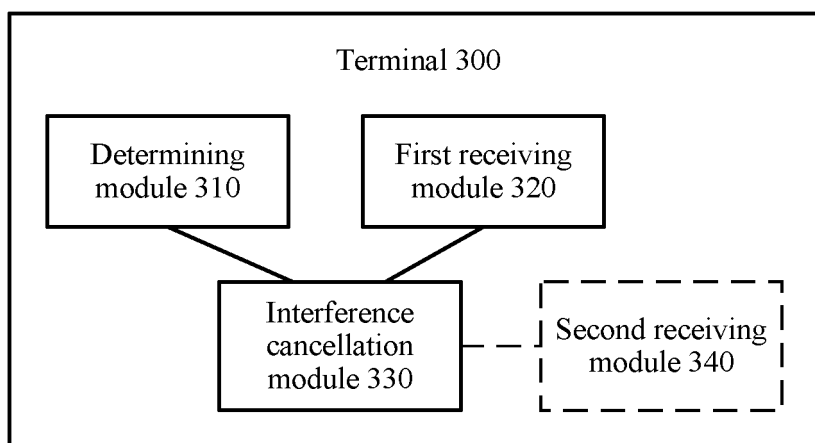 Terminal 300
Determining
module 310
First receiving
module 320
Interference
cancellation
module 330
Second receiving
module 340